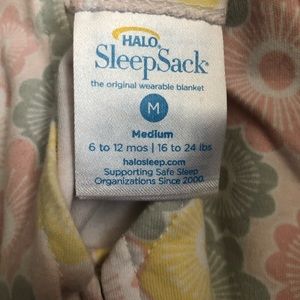 HALO®
SleepSack®
the original wearable blanket
M
Medium
6 to 12 mos | 16 to 24 lbs
halosleep.com
Supporting Safe Sleep
Organizations Since 2000.